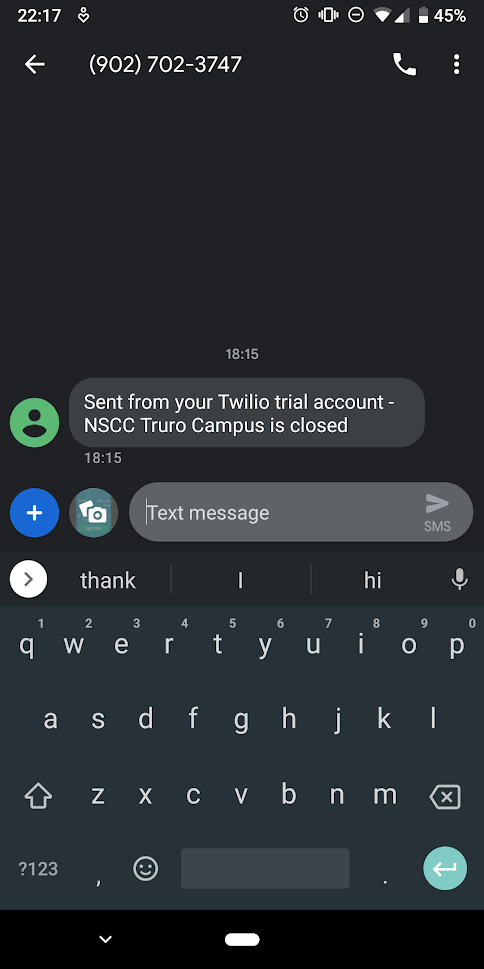 22:17 45%
(902) 702-3747
18:15
Sent from your Twilio trial account -
NSCC Truro Campus is closed
18:15
Text message
SMS
thank I hi
1 2 3 4 5 6 7 8 9 0
q w e r t y u i o p
a s d f g h j k l
z x c v b n m
?123 , .